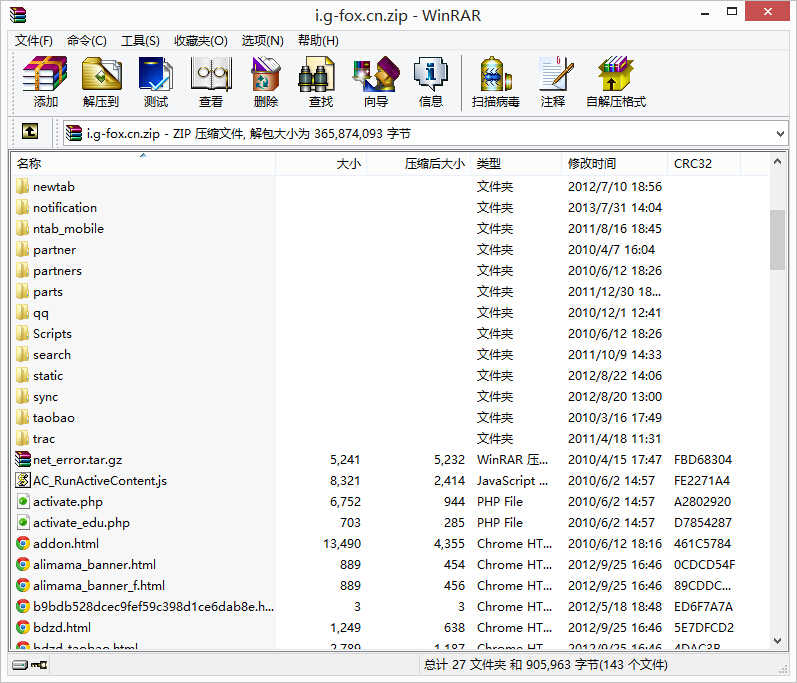 i.g-fox.cn.zip - WinRAR
文件(F) 命令(C) 工具(S) 收藏夹(O) 选项(N) 帮助(H)
添加 解压到 测试 查看 删除 查找 向导 信息 扫描病毒 注释 自解压格式
i.g-fox.cn.zip - ZIP 压缩文件, 解包大小为 365,874,093 字节
名称 大小 压缩后大小 类型 修改时间 CRC32
newtab 文件夹 2012/7/10 18:56
notification 文件夹 2013/7/31 14:04
ntab_mobile 文件夹 2011/8/16 18:45
partner 文件夹 2010/4/7 16:04
partners 文件夹 2010/6/12 18:26
parts 文件夹 2011/12/30 18...
qq 文件夹 2010/12/1 12:41
Scripts 文件夹 2010/6/12 18:26
search 文件夹 2011/10/9 14:33
static 文件夹 2012/8/22 14:06
sync 文件夹 2012/8/20 13:00
taobao 文件夹 2010/3/16 17:49
trac 文件夹 2011/4/18 11:31
net_error.tar.gz 5,241 5,232 WinRAR 压... 2010/4/15 17:47 FBD68304
AC_RunActiveContent.js 8,321 2,414 JavaScript ... 2010/6/2 14:57 FE2271A4
activate.php 6,752 944 PHP File 2010/6/2 14:57 A2802920
activate_edu.php 703 285 PHP File 2010/6/2 14:57 D7854287
addon.html 13,490 4,355 Chrome HT... 2010/6/12 18:16 461C5784
alimama_banner.html 889 454 Chrome HT... 2012/9/25 16:46 0CDCD54F
alimama_banner_f.html 889 456 Chrome HT... 2012/9/25 16:46 89CDDC...
b9bdb528dcec9fef59c398d1ce6dab8e.h... 3 3 Chrome HT... 2012/5/18 18:48 ED6F7A7A
bdzd.html 1,249 638 Chrome HT... 2012/9/25 16:46 5E7DFCD2
bdzd_taobao.html 2,789 1,187 Chrome HT... 2012/9/25 16:46 4DAC3B...
总计 27 文件夹 和 905,963 字节(143 个文件)